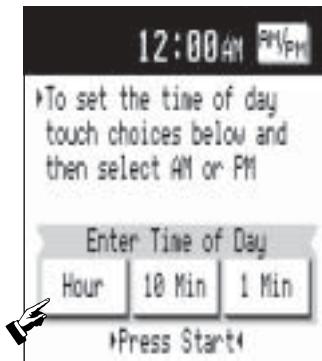 12:00AM AM/PM
To set the time of day
touch choices below and
then select AM or PM
Enter Time of Day
Hour 10 Min 1 Min
Press Start